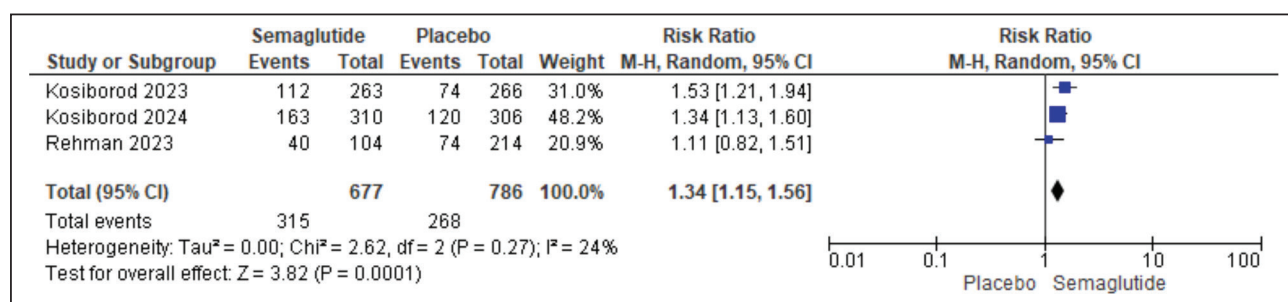 Semaglutide Placebo Risk Ratio Risk Ratio
Study or Subgroup Events Total Events Total Weight M-H, Random, 95% CI M-H, Random, 95% CI
Kosiborod 2023 112 263 74 266 31.0% 1.53 [1.21, 1.94]
Kosiborod 2024 163 310 120 306 48.2% 1.34 [1.13, 1.60]
Rehman 2023 40 104 74 214 20.9% 1.11 [0.82, 1.51]
Total (95% CI) 677 786 100.0% 1.34 [1.15, 1.56]
Total events 315 268
Heterogeneity: Tau² = 0.00; Chi² = 2.62, df = 2 (P = 0.27); I² = 24%
Test for overall effect: Z = 3.82 (P = 0.0001)
0.01 0.1 1 10 100
Placebo Semaglutide